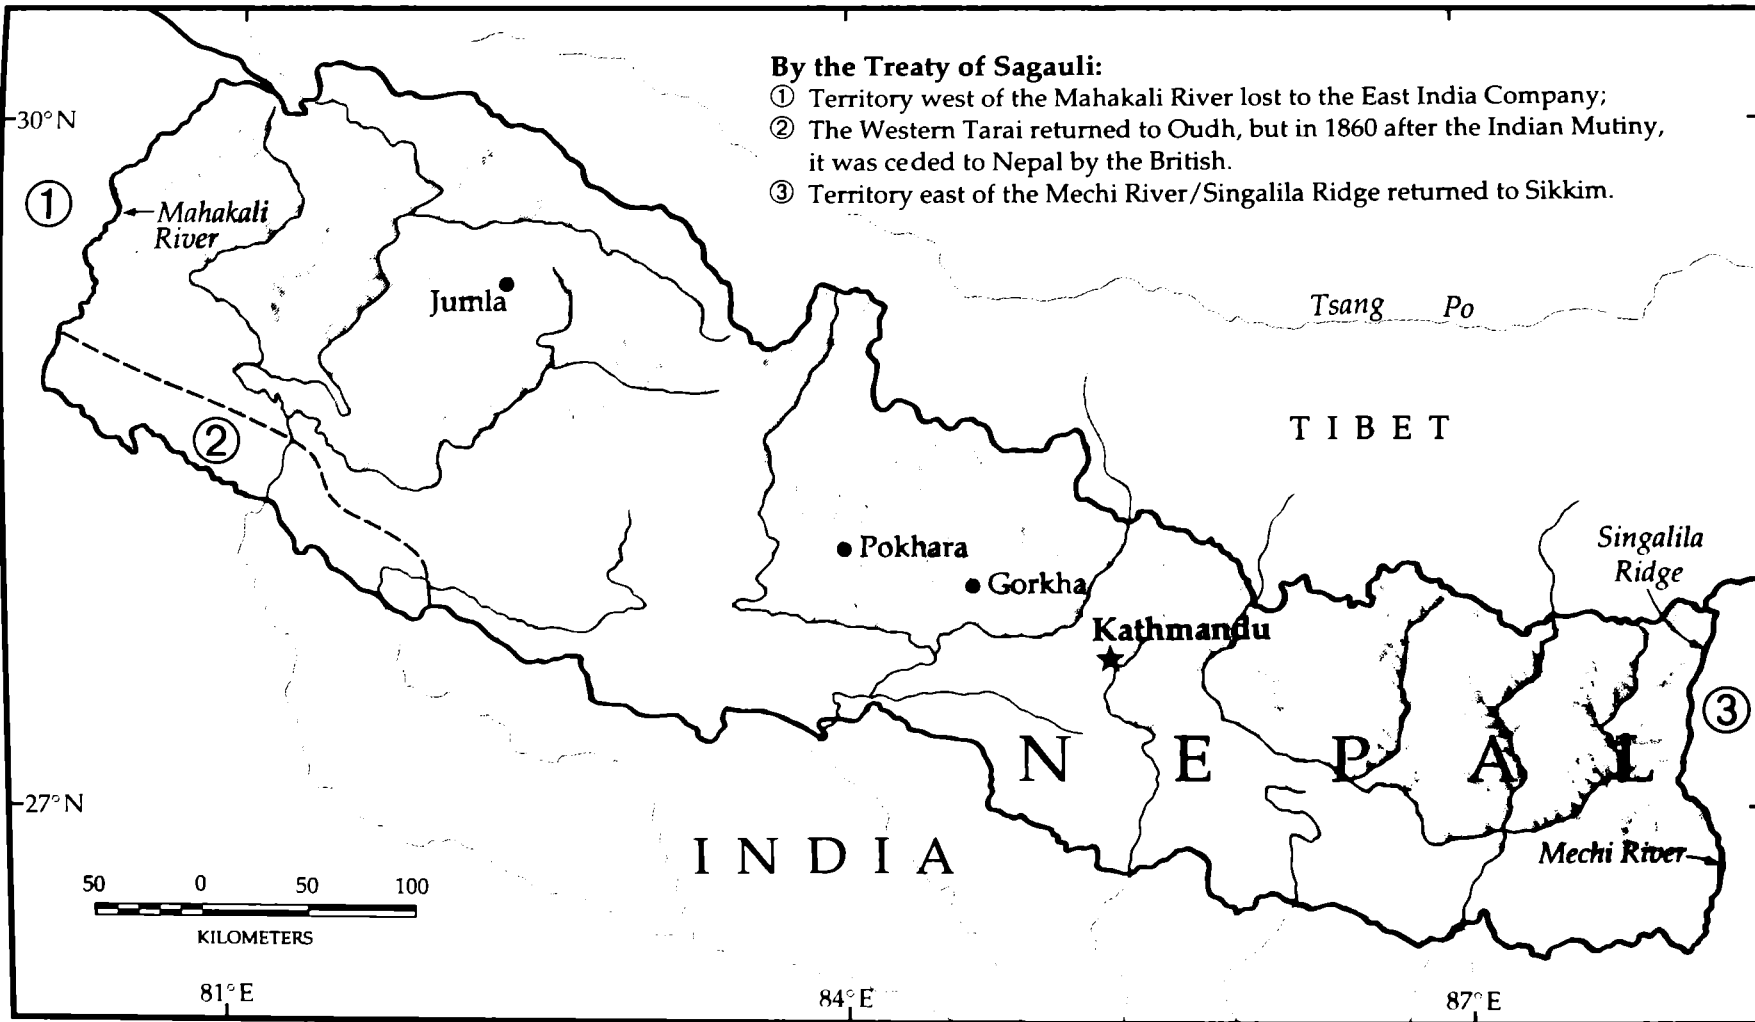 By the Treaty of Sagauli:
① Territory west of the Mahakali River lost to the East India Company;
② The Western Tarai returned to Oudh, but in 1860 after the Indian Mutiny,
it was ceded to Nepal by the British.
③ Territory east of the Mechi River/Singalila Ridge returned to Sikkim.
30°N
①
Mahakali
River
Jumla
Tsang Po
TIBET
②
Pokhara
Gorkha
Singalila
Ridge
Kathmandu
③
NEPAL
27°N
INDIA
Mechi River
50 0 50 100
KILOMETERS
81°E
84°E
87°E